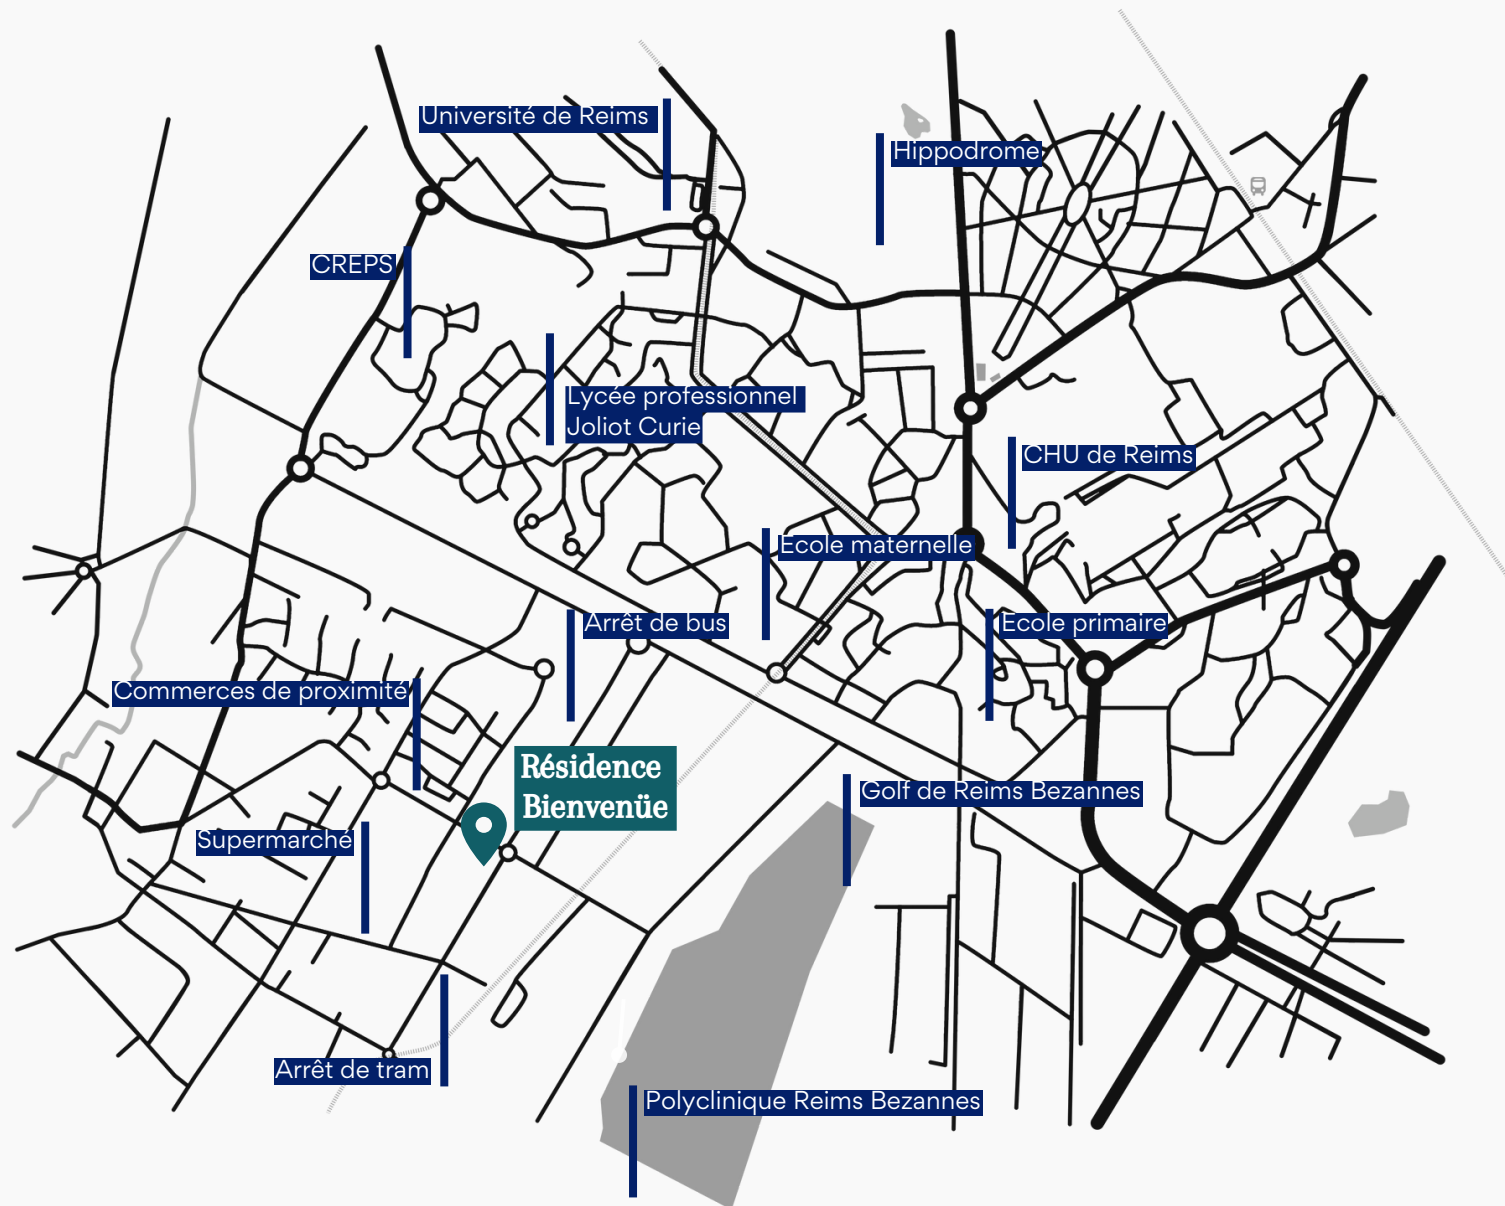 Université de Reims
Hippodrome
CREPS
Lycée professionnel
Joliot Curie
CHU de Reims
Ecole maternelle
Arrêt de bus
Ecole primaire
Commerces de proximité
Résidence
Bienvenüe
Golf de Reims Bezannes
Supermarché
Arrêt de tram
Polyclinique Reims Bezannes